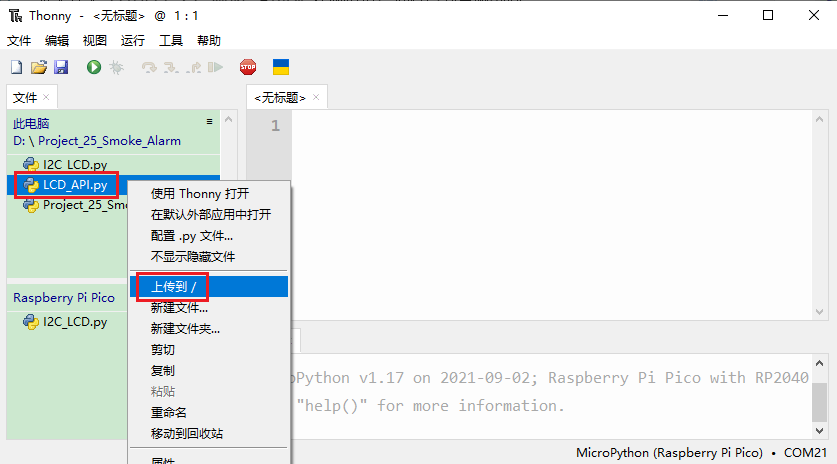 Thonny - <无标题> @ 1 : 1
文件 编辑 视图 运行 工具 帮助
STOP
文件 ×
<无标题> ×
此电脑
D: \ Project_25_Smoke_Alarm
I2C_LCD.py
LCD_API.py
Project_25_Smo
Raspberry Pi Pico
I2C_LCD.py
1
使用 Thonny 打开
在默认外部应用中打开
配置 .py 文件...
不显示隐藏文件
上传到 /
新建文件...
新建文件夹...
剪切
复制
粘贴
重命名
移动到回收站
oPython v1.17 on 2021-09-02; Raspberry Pi Pico with RP2040
"help()" for more information.
MicroPython (Raspberry Pi Pico) • COM21